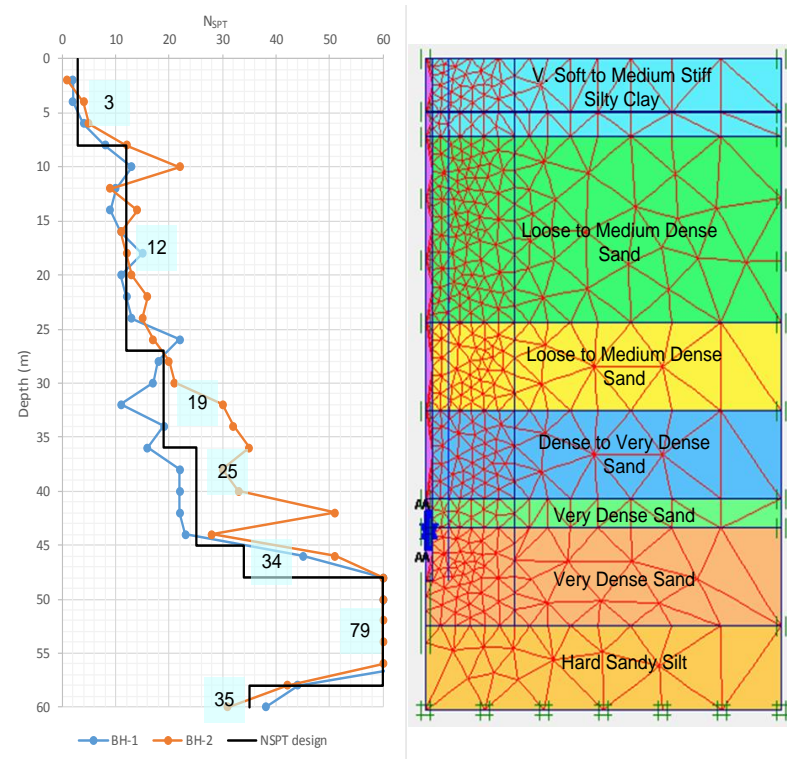 NSPT
0 10 20 30 40 50 60
0
5
10
15
20
25
30
35
40
45
50
55
60
Depth (m)
3
12
19
25
34
79
35
BH-1 BH-2 NSPT design
V. Soft to Medium Stiff
Silty Clay
Loose to Medium Dense
Sand
Loose to Medium Dense
Sand
Dense to Very Dense
Sand
Very Dense Sand
AA
AA
Very Dense Sand
Hard Sandy Silt